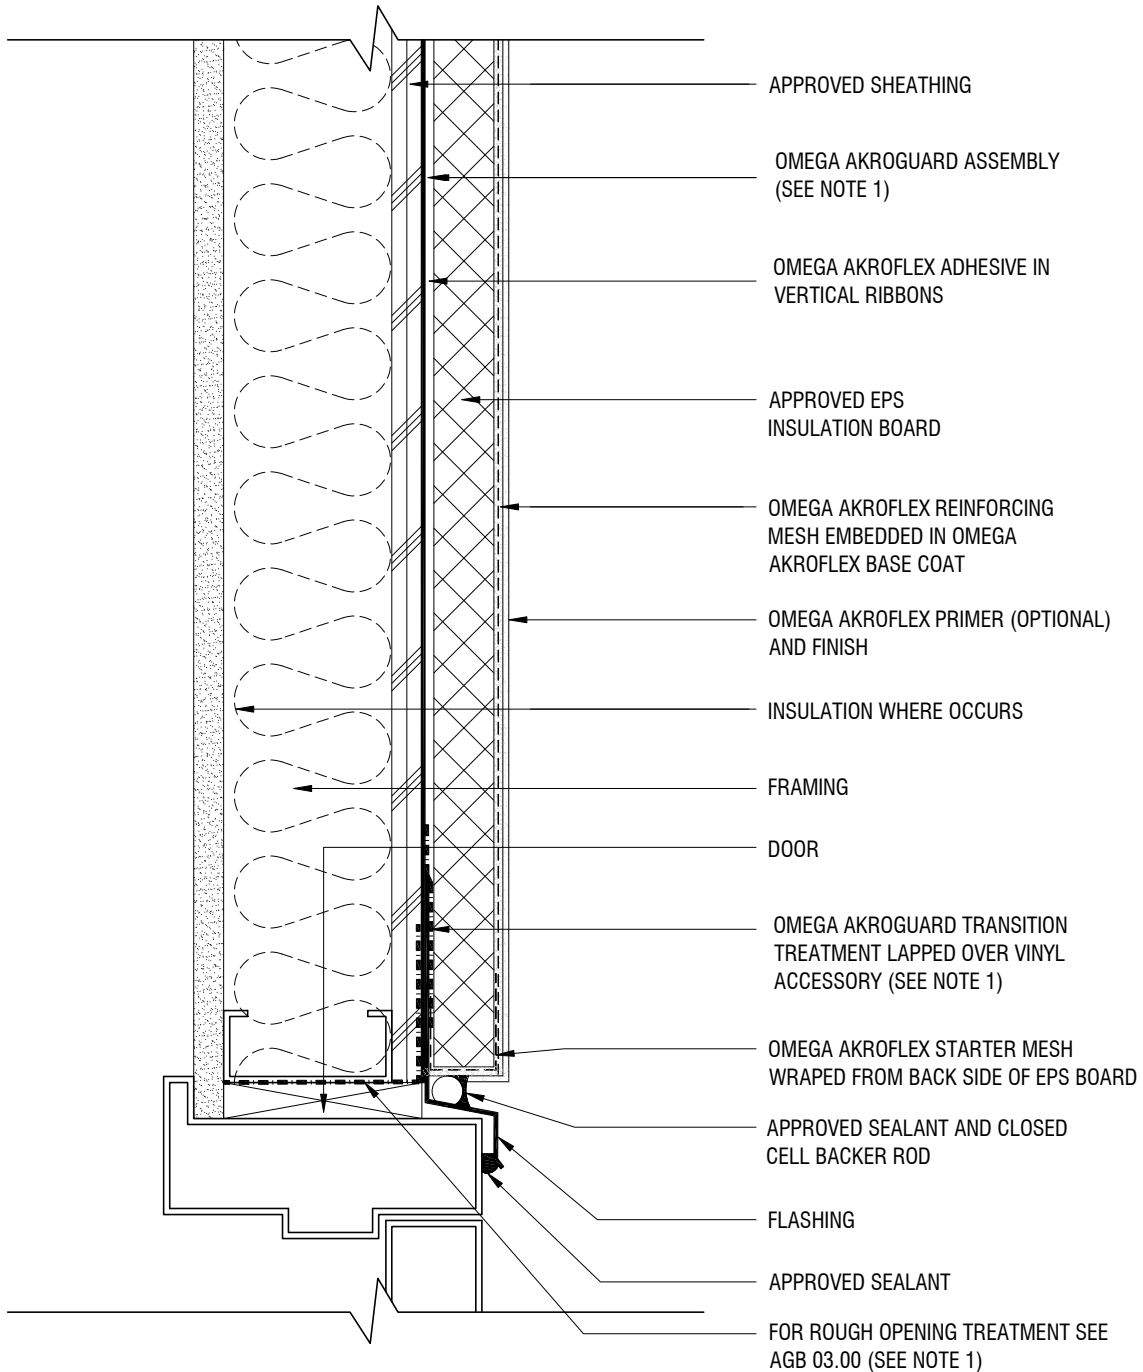 APPROVED SHEATHING
OMEGA AKROGUARD ASSEMBLY
(SEE NOTE 1)
OMEGA AKROFLEX ADHESIVE IN
VERTICAL RIBBONS
APPROVED EPS
INSULATION BOARD
OMEGA AKROFLEX REINFORCING
MESH EMBEDDED IN OMEGA
AKROFLEX BASE COAT
OMEGA AKROFLEX PRIMER (OPTIONAL)
AND FINISH
INSULATION WHERE OCCURS
FRAMING
DOOR
OMEGA AKROGUARD TRANSITION
TREATMENT LAPPED OVER VINYL
ACCESSORY (SEE NOTE 1)
OMEGA AKROFLEX STARTER MESH
WRAPED FROM BACK SIDE OF EPS BOARD
APPROVED SEALANT AND CLOSED
CELL BACKER ROD
FLASHING
APPROVED SEALANT
FOR ROUGH OPENING TREATMENT SEE
AGB 03.00 (SEE NOTE 1)